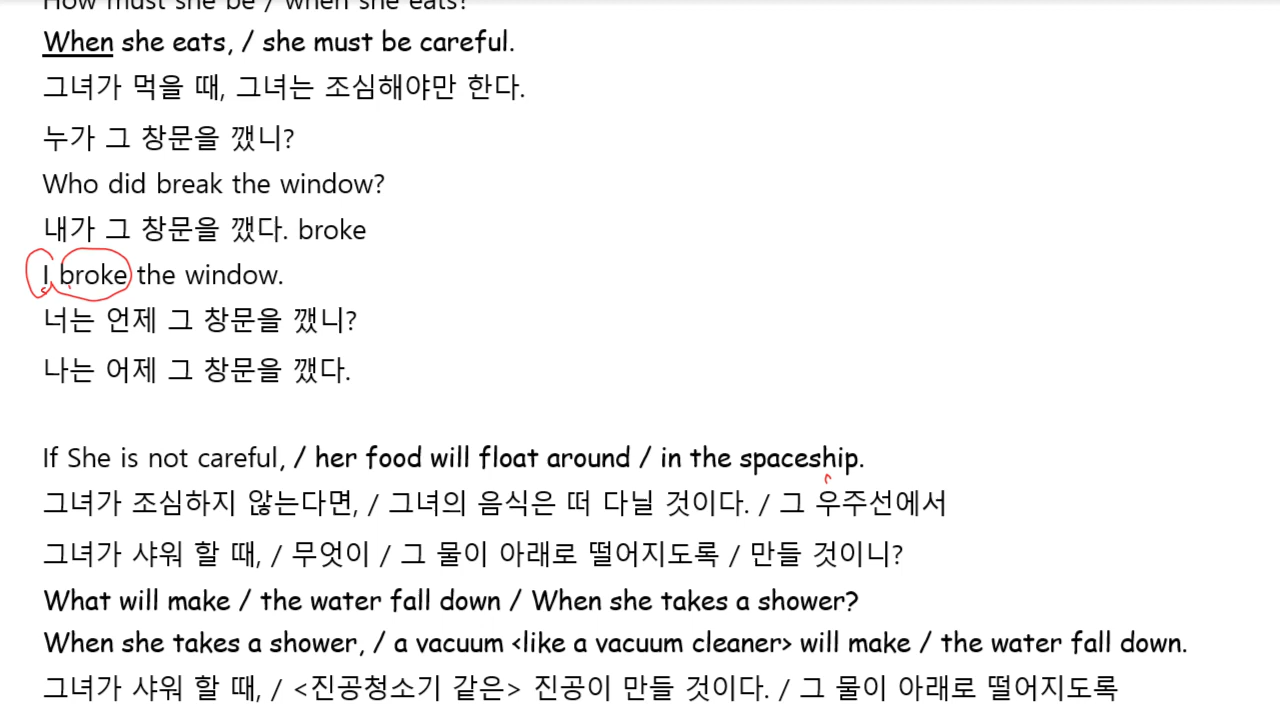 How must she be / when she eats?
When she eats, / she must be careful.
그녀가 먹을 때, 그녀는 조심해야만 한다.
누가 그 창문을 깼니?
Who did break the window?
내가 그 창문을 깼다. broke
I broke the window.
너는 언제 그 창문을 깼니?
나는 어제 그 창문을 깼다.
If She is not careful, / her food will float around / in the spaceship.
그녀가 조심하지 않는다면, / 그녀의 음식은 떠 다닐 것이다. / 그 우주선에서
그녀가 샤워 할 때, / 무엇이 / 그 물이 아래로 떨어지도록 / 만들 것이니?
What will make / the water fall down / When she takes a shower?
When she takes a shower, / a vacuum <like a vacuum cleaner> will make / the water fall down.
그녀가 샤워 할 때, / <진공청소기 같은> 진공이 만들 것이다. / 그 물이 아래로 떨어지도록